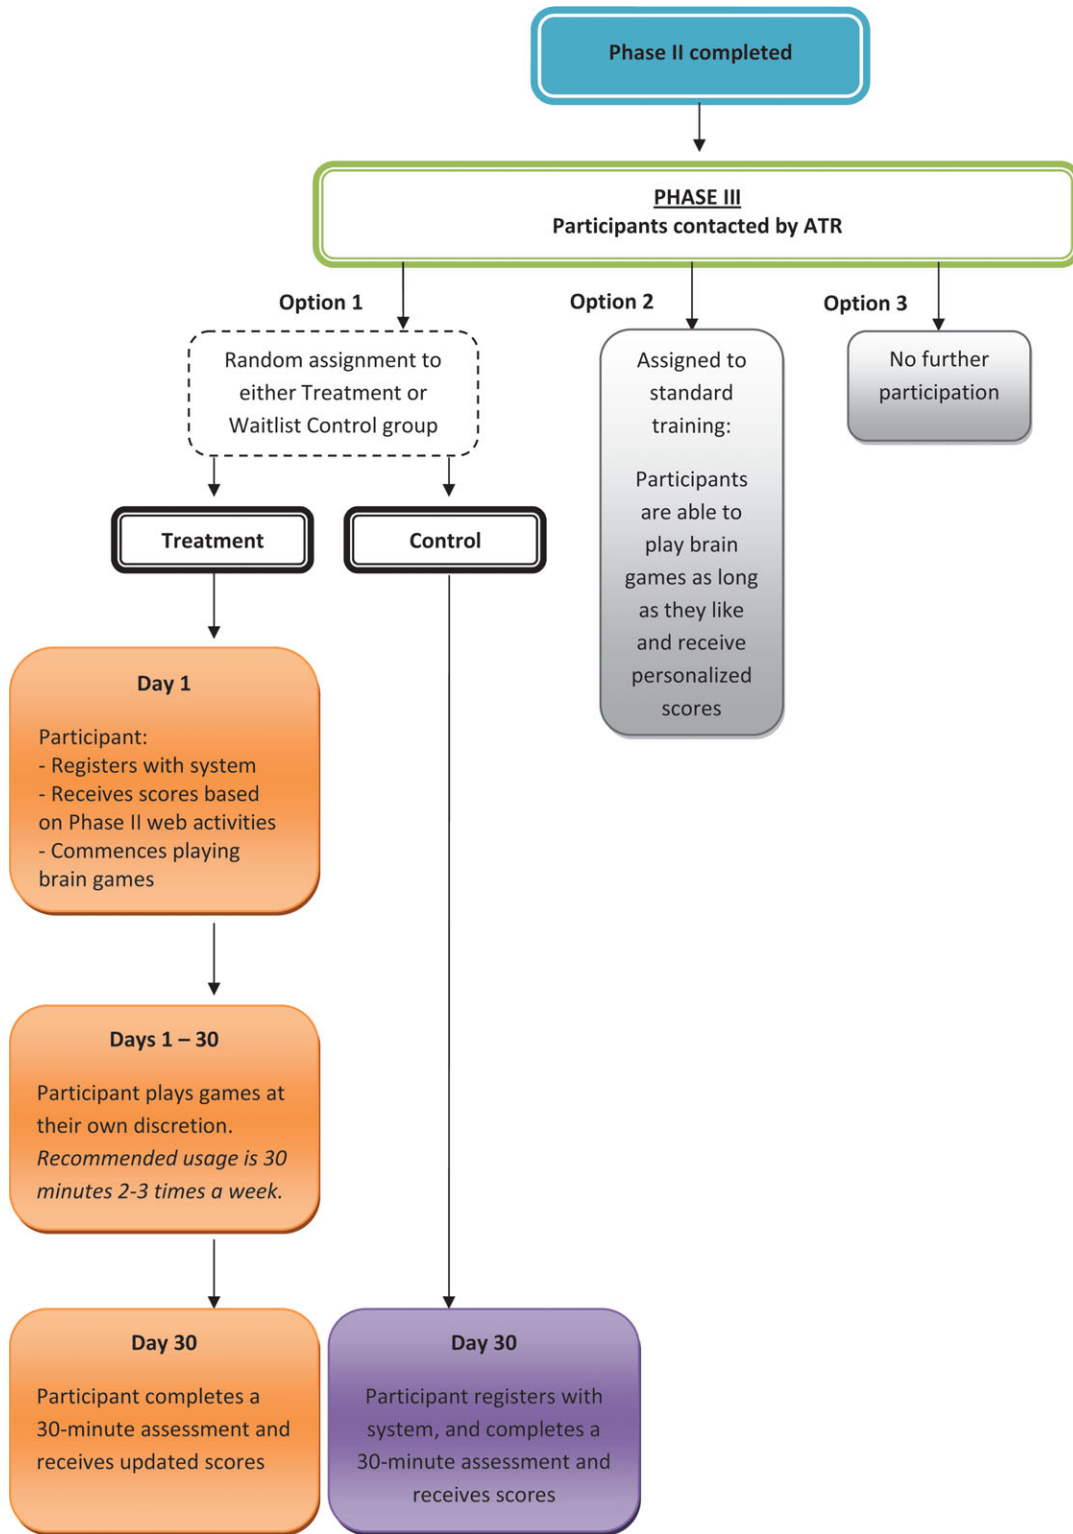 Phase II completed
PHASE III
Participants contacted by ATR
Option 1
Option 2
Option 3
Random assignment to
either Treatment or
Waitlist Control group
Assigned to
standard
training:
Participants
are able to
play brain
games as long
as they like
and receive
personalized
scores
No further
participation
Treatment
Control
Day 1
Participant:
- Registers with system
- Receives scores based
on Phase II web activities
- Commences playing
brain games
Days 1 – 30
Participant plays games at
their own discretion.
Recommended usage is 30
minutes 2-3 times a week.
Day 30
Participant completes a
30-minute assessment and
receives updated scores
Day 30
Participant registers with
system, and completes a
30-minute assessment and
receives scores